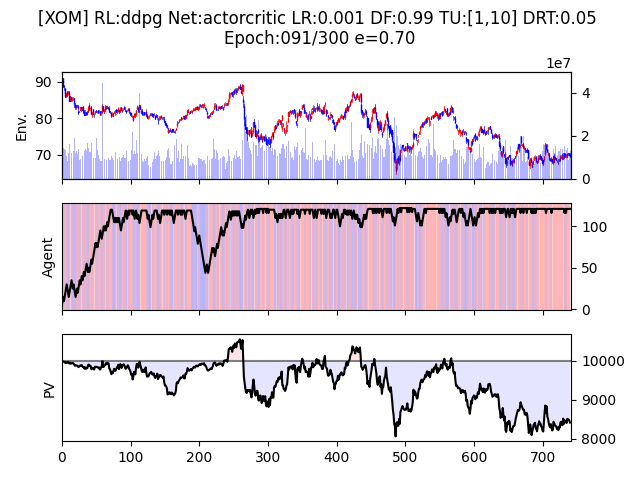 [XOM] RL:ddpg Net:actorcritic LR:0.001 DF:0.99 TU:[1,10] DRT:0.05
Epoch:091/300 e=0.70
1e7
90
80
70
Env.
4
2
0
Agent
100
50
0
PV
10000
9000
8000
0 100 200 300 400 500 600 700